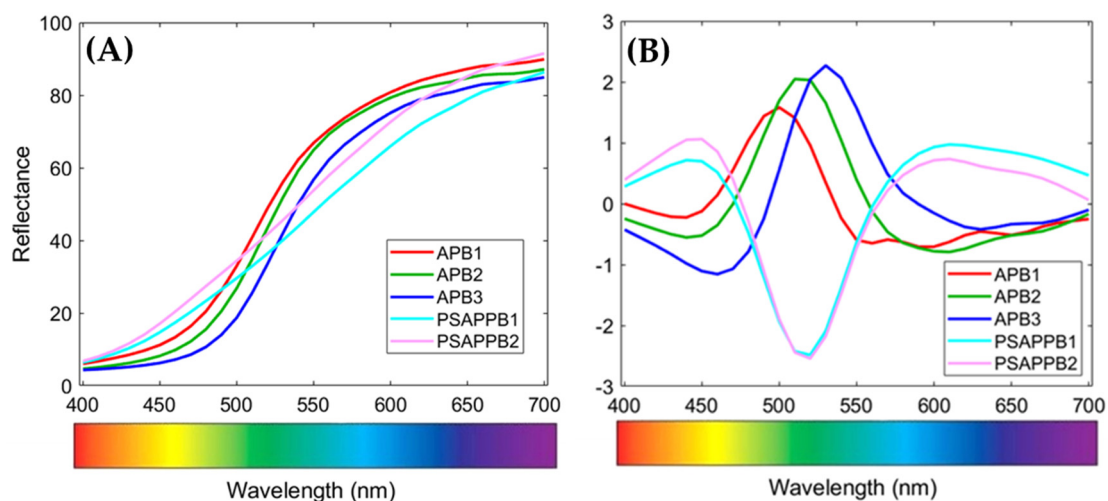 (A)
100
80
60
40
20
0
Reflectance
APB1
APB2
APB3
PSAPPB1
PSAPPB2
400 450 500 550 600 650 700
Wavelength (nm)
(B)
3
2
1
0
-1
-2
-3
APB1
APB2
APB3
PSAPPB1
PSAPPB2
400 450 500 550 600 650 700
Wavelength (nm)